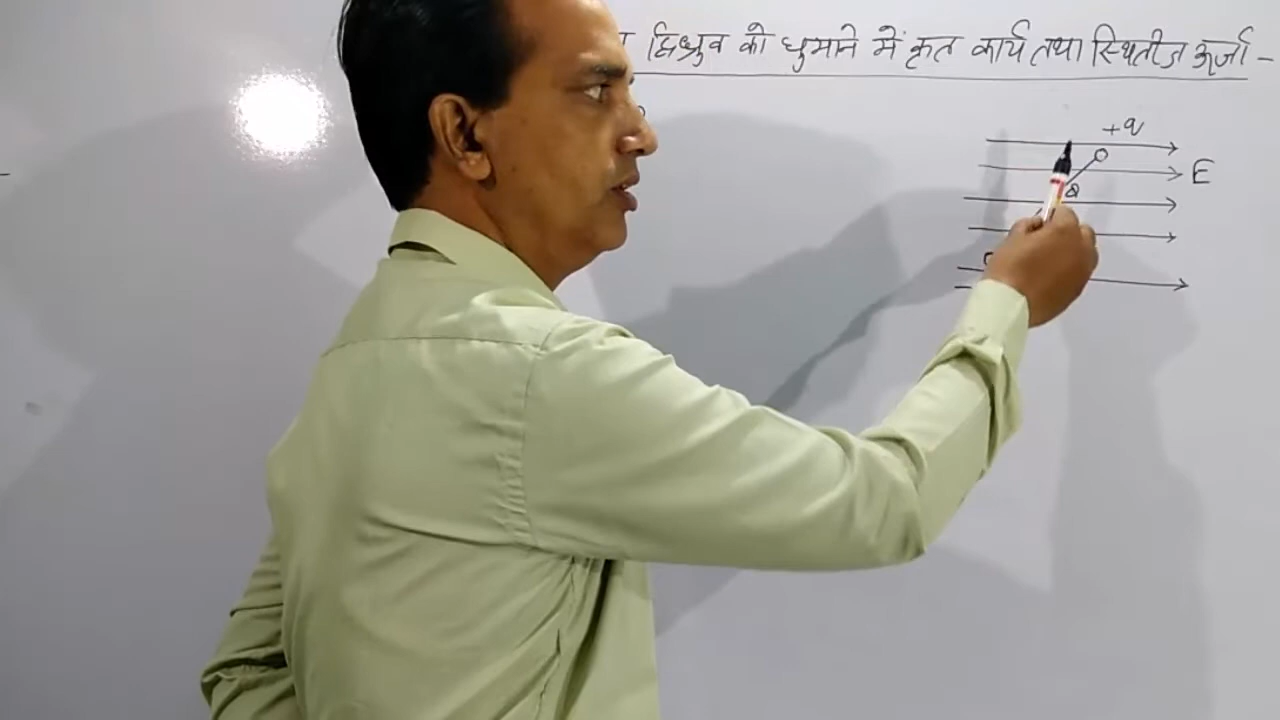 द्विध्रुव को घुमाने में कृत कार्य तथा स्थितीज ऊर्जा -
+q
E